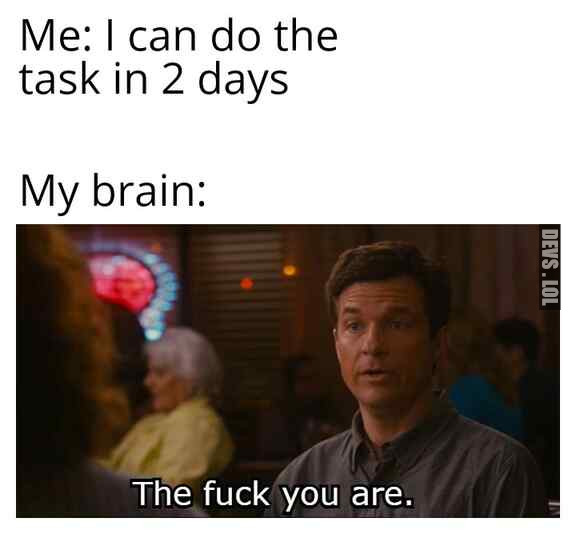 Me: I can do the
task in 2 days
My brain:
DEVS.LOL
The fuck you are.